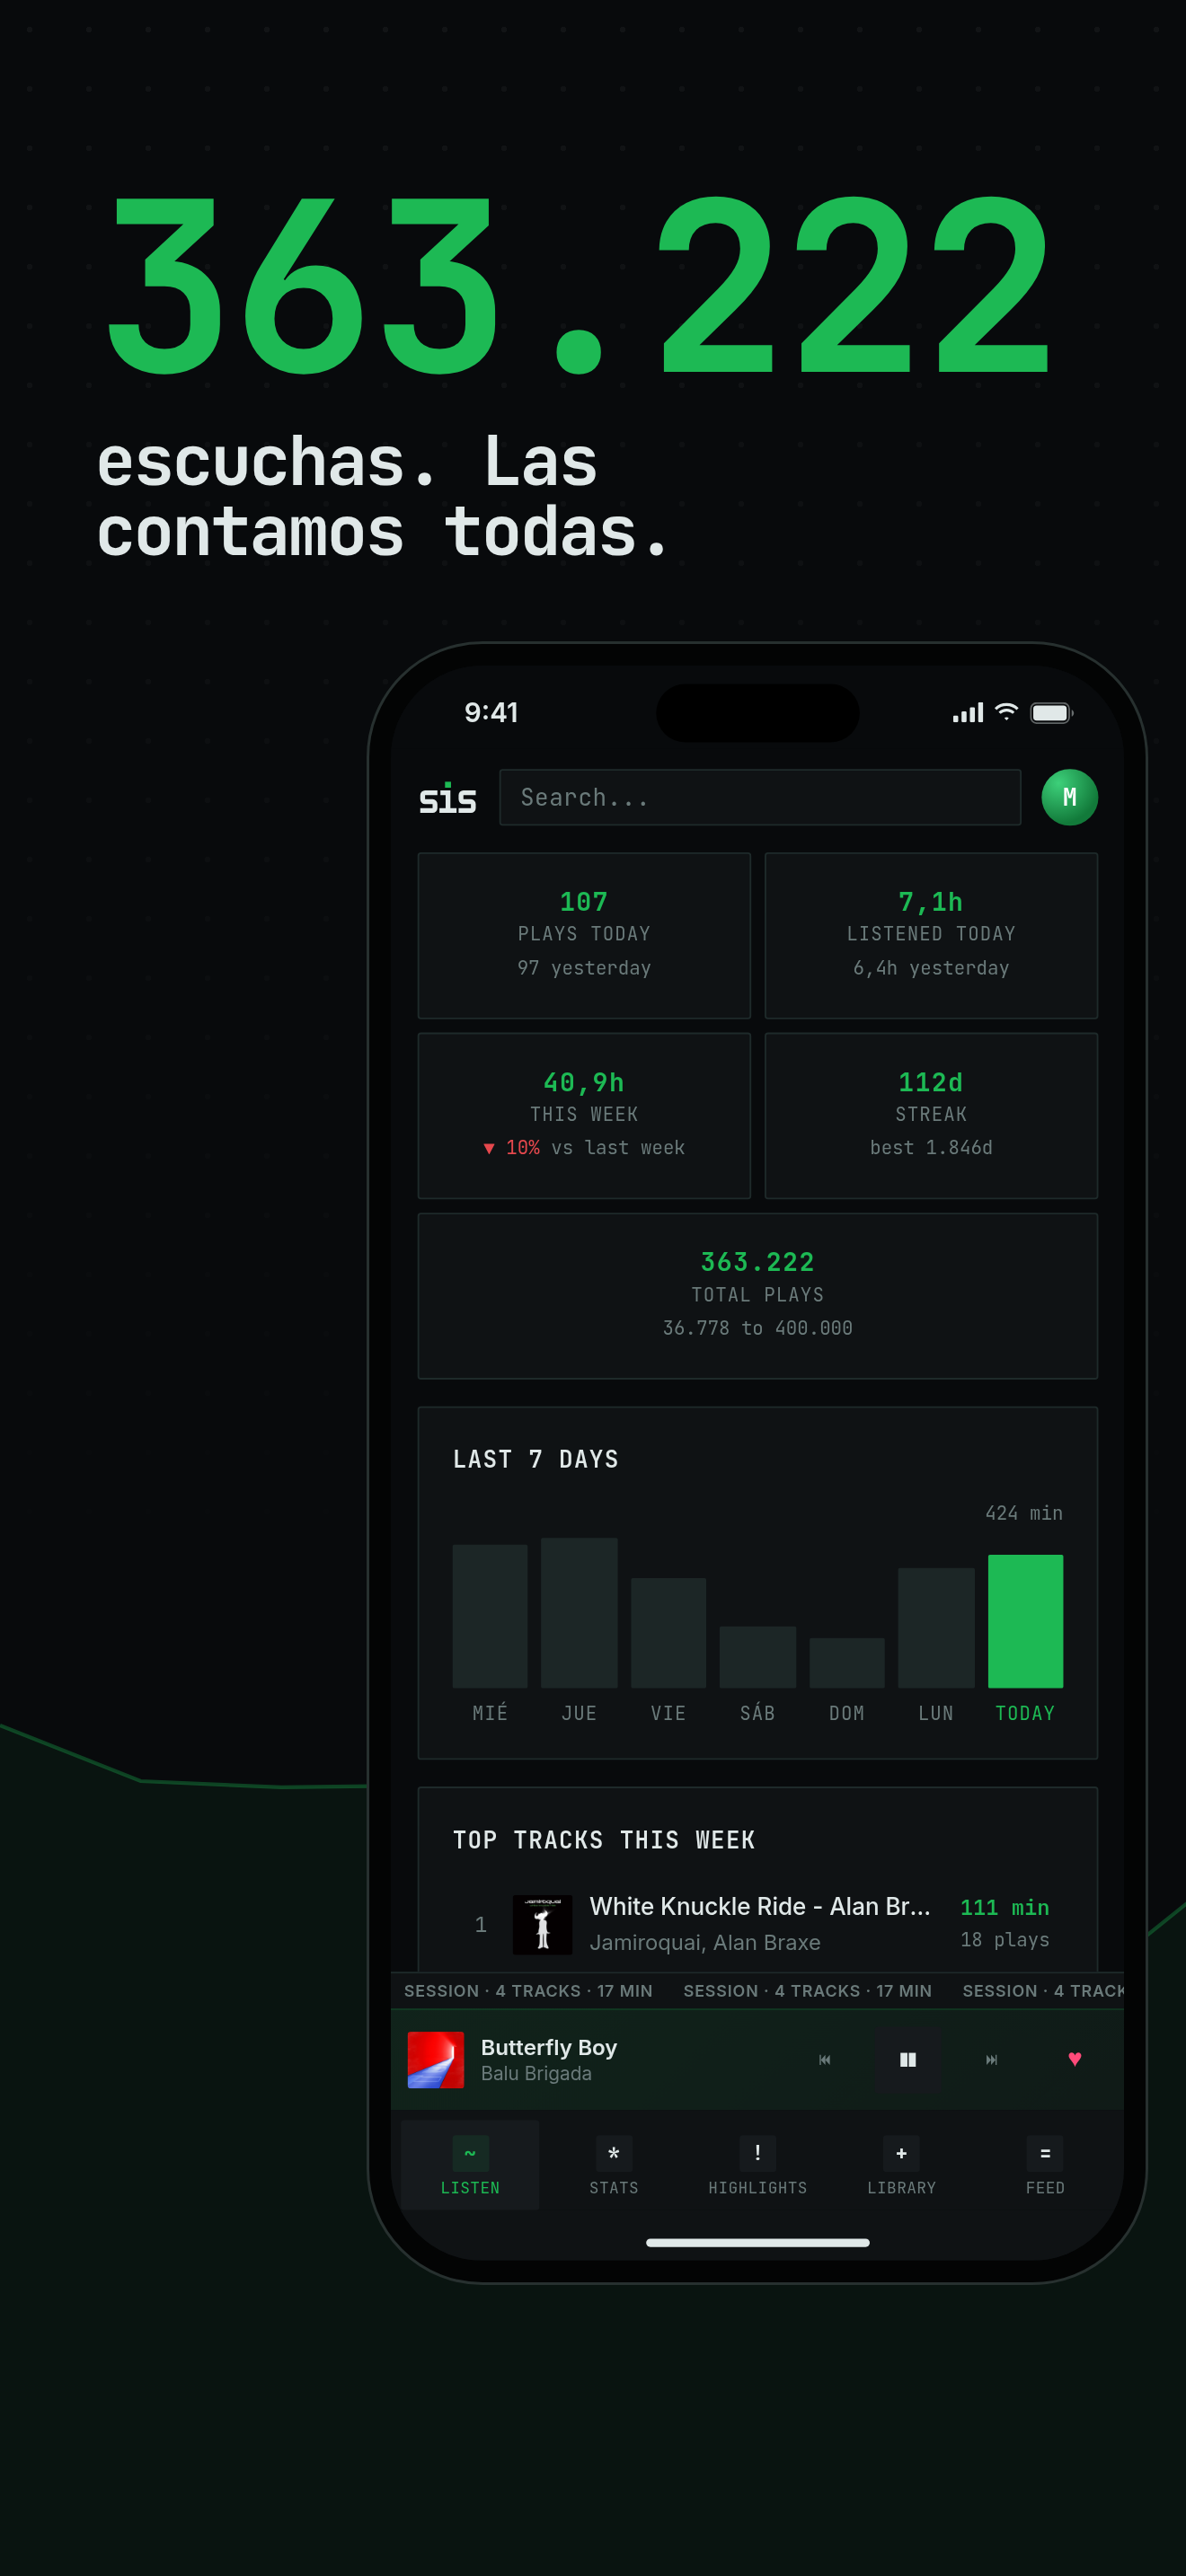 363.222
escuchas. Las
contamos todas.
9:41
sis
Search...
M
107
PLAYS TODAY
97 yesterday
7,1h
LISTENED TODAY
6,4h yesterday
40,9h
THIS WEEK
▼ 10% vs last week
112d
STREAK
best 1.846d
363.222
TOTAL PLAYS
36.778 to 400.000
LAST 7 DAYS
424 min
MIÉ JUE VIE SÁB DOM LUN TODAY
TOP TRACKS THIS WEEK
1
White Knuckle Ride - Alan Br...
Jamiroquai, Alan Braxe
111 min
18 plays
SESSION · 4 TRACKS · 17 MIN SESSION · 4 TRACKS · 17 MIN SESSION · 4 TRACK
Butterfly Boy
Balu Brigada
~ * ! + =
LISTEN STATS HIGHLIGHTS LIBRARY FEED